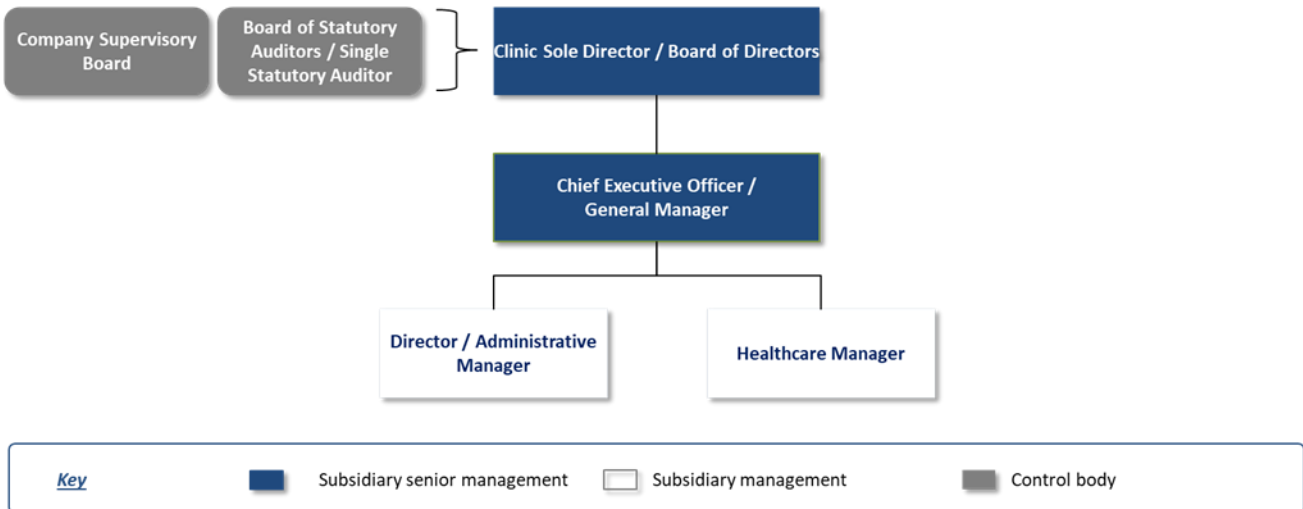 Company Supervisory
Board
Board of Statutory
Auditors / Single
Statutory Auditor
Clinic Sole Director / Board of Directors
Chief Executive Officer /
General Manager
Director / Administrative
Manager
Healthcare Manager
Key
Subsidiary senior management
Subsidiary management
Control body